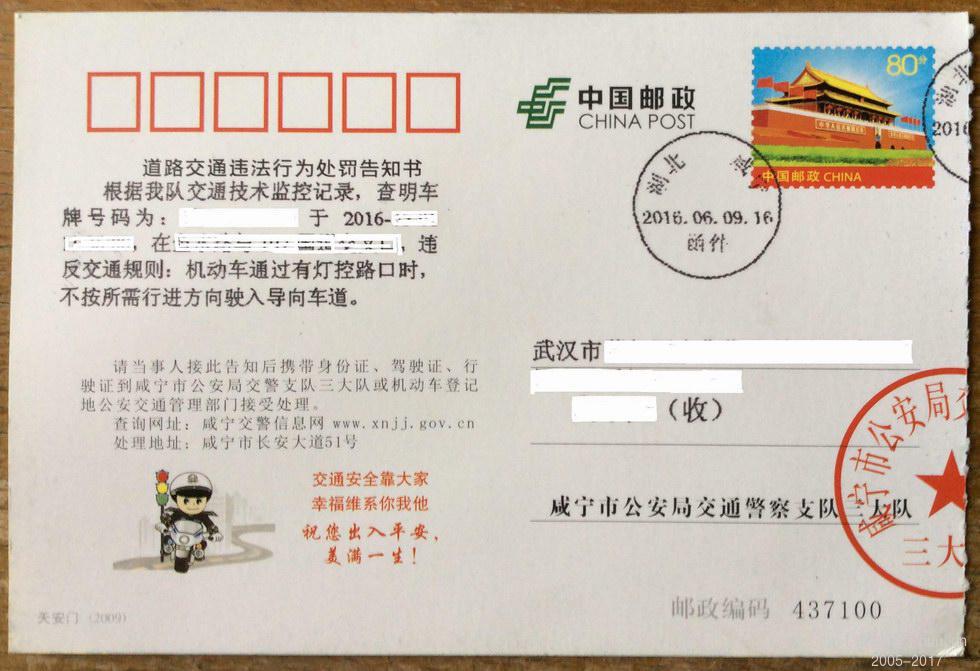 中国邮政
CHINA POST
80分
中国邮政 CHINA
湖北
2016.06.09.16
函件
湖北
2016
道路交通违法行为处罚告知书
根据我队交通技术监控记录，查明车
牌号码为： 于 2016-
，在 ，违
反交通规则：机动车通过有灯控路口时，
不按所需行进方向驶入导向车道。
请当事人接此告知后携带身份证、驾驶证、行
驶证到咸宁市公安局交警支队三大队或机动车登记
地公安交通管理部门接受处理。
查询网址：咸宁交警信息网 www.xnjj.gov.cn
处理地址：咸宁市长安大道51号
交通安全靠大家
幸福维系你我他
祝您出入平安，
美满一生！
天安门 (2009)
武汉市
（收）
咸宁市公安局交通警察支队三大队
咸宁市公安局交
三大
邮政编码 437100
2005-2017